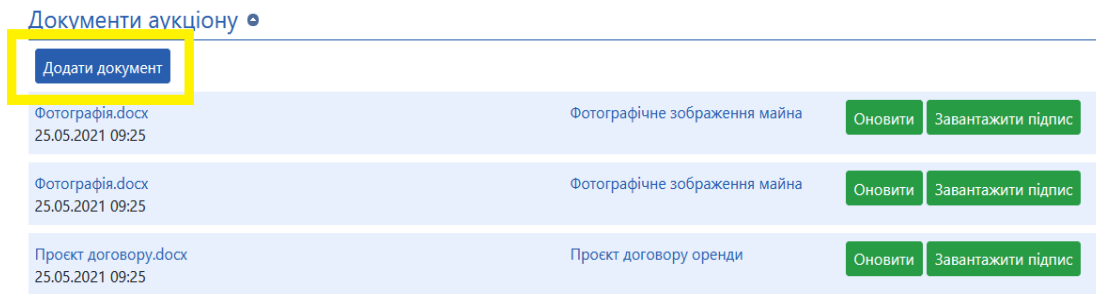 Документи аукціону
Додати документ
Фотографія.docx Фотографічне зображення майна Оновити Завантажити підпис
25.05.2021 09:25
Фотографія.docx Фотографічне зображення майна Оновити Завантажити підпис
25.05.2021 09:25
Проєкт договору.docx Проєкт договору оренди Оновити Завантажити підпис
25.05.2021 09:25